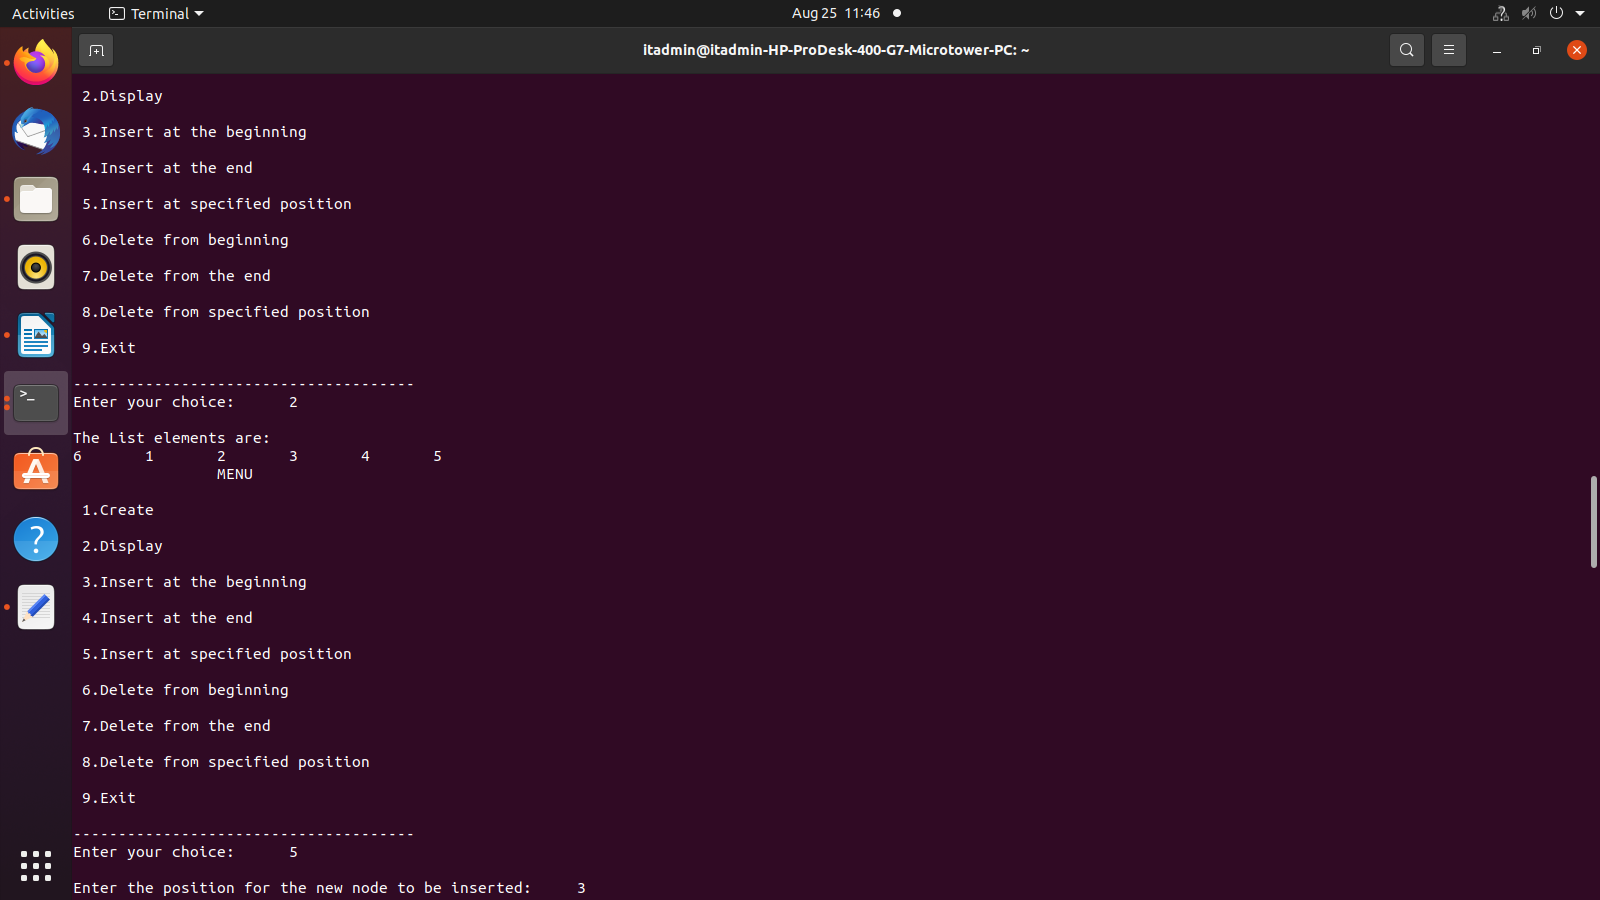 Activities Terminal Aug 25 11:46
itadmin@itadmin-HP-ProDesk-400-G7-Microtower-PC: ~
2.Display
3.Insert at the beginning
4.Insert at the end
5.Insert at specified position
6.Delete from beginning
7.Delete from the end
8.Delete from specified position
9.Exit
--------------------------------------
Enter your choice: 2
The List elements are:
6 1 2 3 4 5
MENU
1.Create
2.Display
3.Insert at the beginning
4.Insert at the end
5.Insert at specified position
6.Delete from beginning
7.Delete from the end
8.Delete from specified position
9.Exit
--------------------------------------
Enter your choice: 5
Enter the position for the new node to be inserted: 3